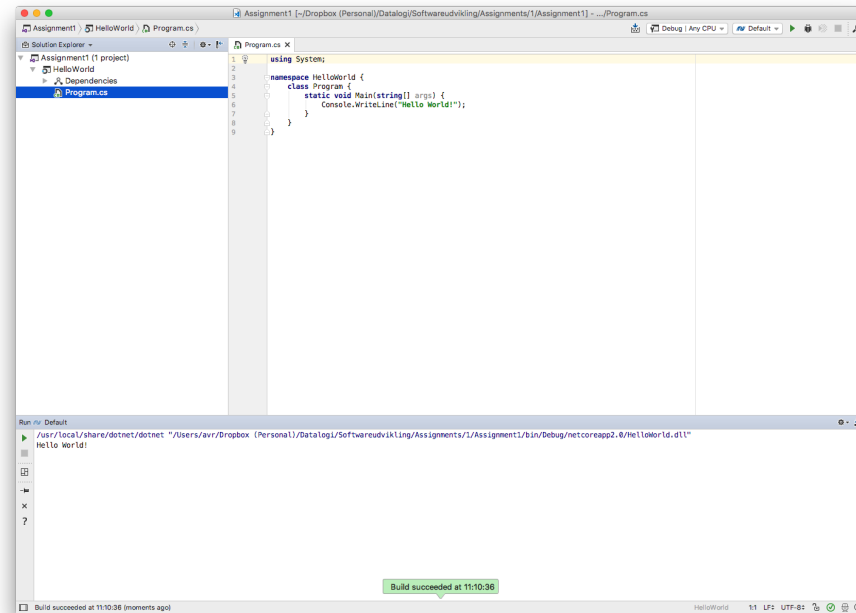 Assignment1 [~/Dropbox (Personal)/Datalogi/Softwareudvikling/Assignments/1/Assignment1] - .../Program.cs
Assignment1 HelloWorld Program.cs
Debug | Any CPU Default
Solution Explorer
Program.cs
Assignment1 (1 project)
HelloWorld
Dependencies
Program.cs
1 using System;
2
3 namespace HelloWorld {
4 class Program {
5 static void Main(string[] args) {
6 Console.WriteLine("Hello World!");
7 }
8 }
9 }
Run Default
/usr/local/share/dotnet/dotnet "/Users/avr/Dropbox (Personal)/Datalogi/Softwareudvikling/Assignments/1/Assignment1/bin/Debug/netcoreapp2.0/HelloWorld.dll"
Hello World!
?
Build succeeded at 11:10:36
Build succeeded at 11:10:36 (moments ago)
HelloWorld 1:1 LF UTF-8